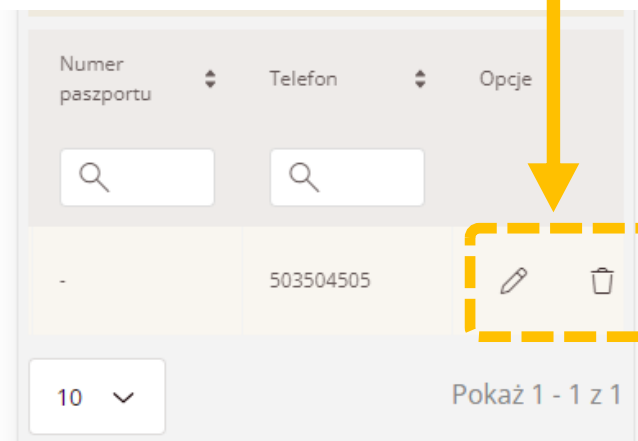 Numer
paszportu
Telefon
Opcje
-
503504505
10
Pokaż 1 - 1 z 1